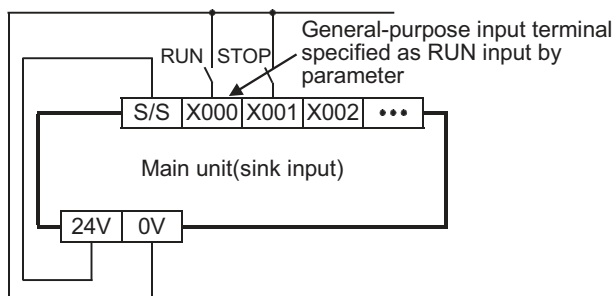 General-purpose input terminal
RUN STOP specified as RUN input by
parameter
S/S X000 X001 X002 •••
Main unit(sink input)
24V 0V